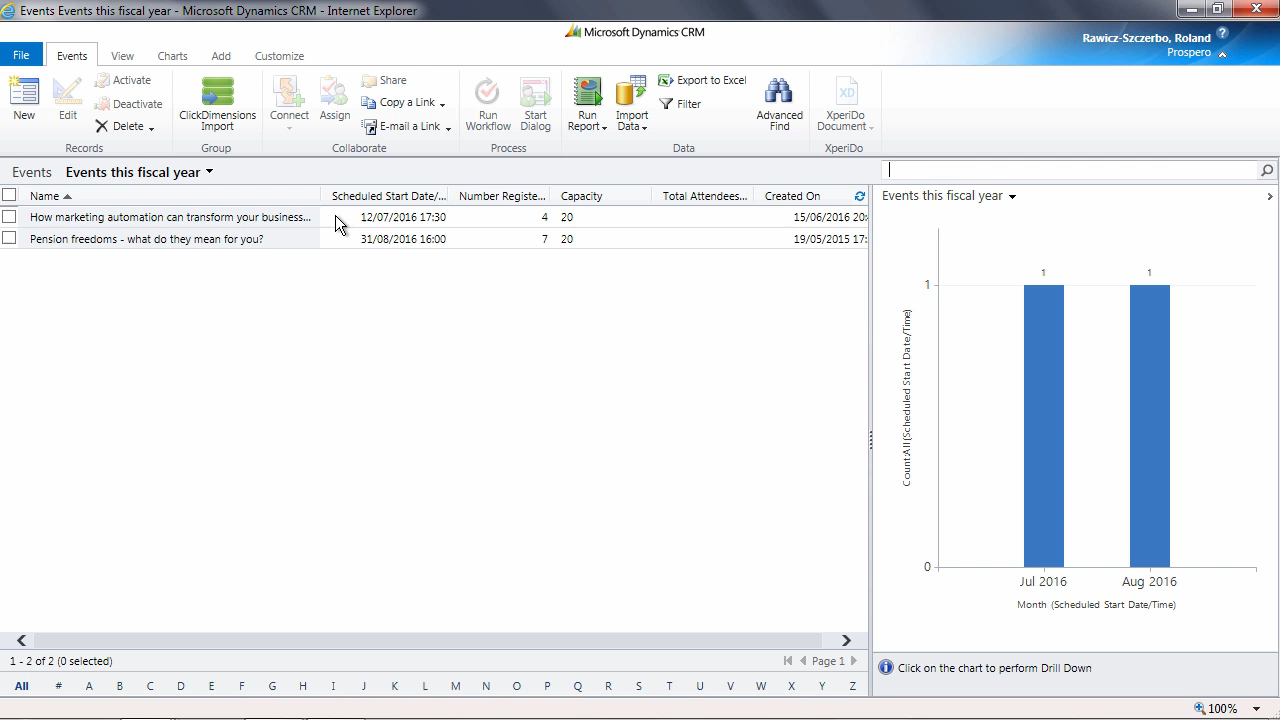 Events Events this fiscal year - Microsoft Dynamics CRM - Internet Explorer
Microsoft Dynamics CRM
Rawicz-Szczerbo, Roland
Prospero
File Events View Charts Add Customize
New
Edit
Activate
Deactivate
Delete
Records
ClickDimensions
Import
Group
Connect
Assign
Share
Copy a Link
E-mail a Link
Collaborate
Run
Workflow
Start
Dialog
Process
Run
Report
Import
Data
Export to Excel
Filter
Advanced
Find
Data
XperiDo
Document
XperiDo
Events Events this fiscal year
Name Scheduled Start Date/... Number Registe... Capacity Total Attendees... Created On
How marketing automation can transform your business... 12/07/2016 17:30 4 20 15/06/2016 20:
Pension freedoms - what do they mean for you? 31/08/2016 16:00 7 20 19/05/2015 17:
Events this fiscal year
1 1
1
0
Count:All (Scheduled Start Date/Time)
Jul 2016 Aug 2016
Month (Scheduled Start Date/Time)
Click on the chart to perform Drill Down
1 - 2 of 2 (0 selected) Page 1
All # A B C D E F G H I J K L M N O P Q R S T U V W X Y Z
100%